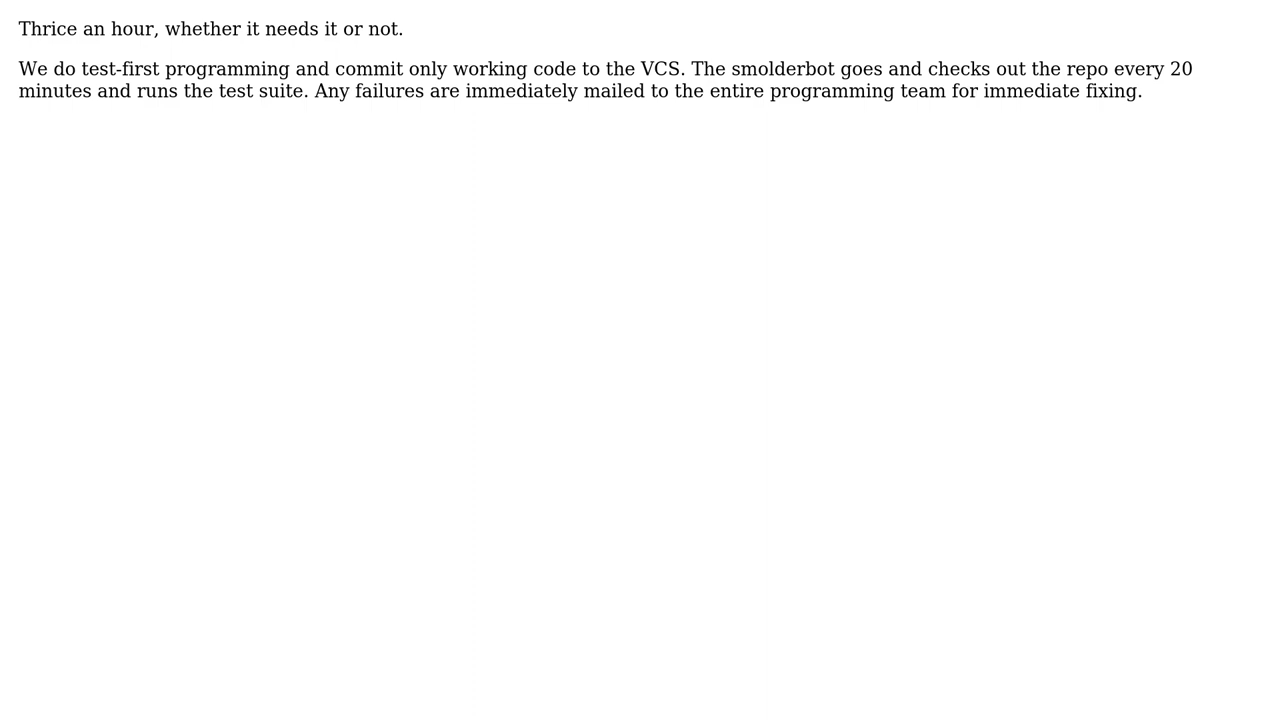 Thrice an hour, whether it needs it or not.
We do test-first programming and commit only working code to the VCS. The smolderbot goes and checks out the repo every 20
minutes and runs the test suite. Any failures are immediately mailed to the entire programming team for immediate fixing.